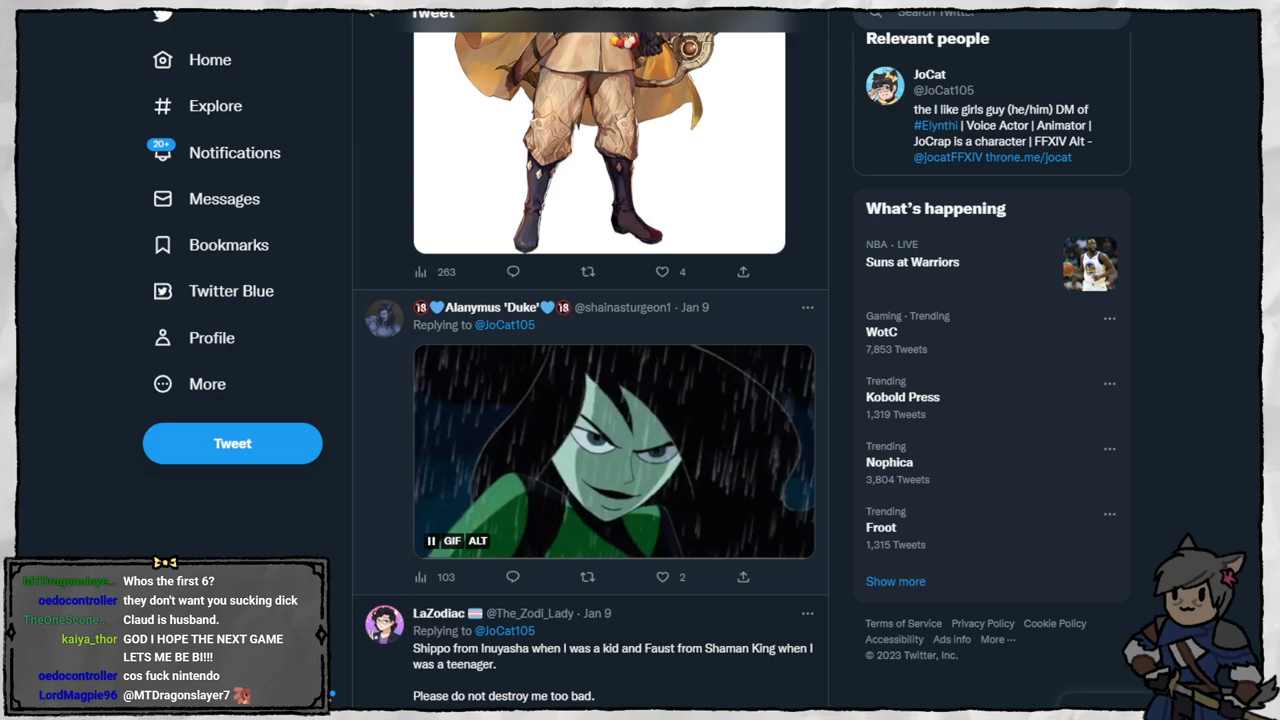 Tweet
Search Twitter
Home
Explore
20+
Notifications
Messages
Bookmarks
Twitter Blue
Profile
More
Tweet
263
4
🔞💙Alanymus 'Duke'💙🔞 @shainasturgeon1 · Jan 9
Replying to @JoCat105
GIF ALT
103
2
LaZodiac 🏳️‍⚧️ @The_Zodi_Lady · Jan 9
Replying to @JoCat105
Shippo from Inuyasha when I was a kid and Faust from Shaman King when I
was a teenager.
Please do not destroy me too bad.
Relevant people
JoCat
@JoCat105
the I like girls guy (he/him) DM of
#Elynthi | Voice Actor | Animator |
JoCrap is a character | FFXIV Alt -
@jocatFFXIV throne.me/jocat
What's happening
NBA · LIVE
Suns at Warriors
Gaming · Trending
WotC
7,853 Tweets
Trending
Kobold Press
1,319 Tweets
Trending
Nophica
3,804 Tweets
Trending
Froot
1,315 Tweets
Show more
Terms of Service Privacy Policy Cookie Policy
Accessibility Ads info More ···
© 2023 Twitter, Inc.
MTDragonslaye... Whos the first 6?
oedocontroller they don't want you sucking dick
TheOneScone... Claud is husband.
kaiya_thor GOD I HOPE THE NEXT GAME
LETS ME BE BI!!!
oedocontroller cos fuck nintendo
LordMagpie96 @MTDragonslayer7